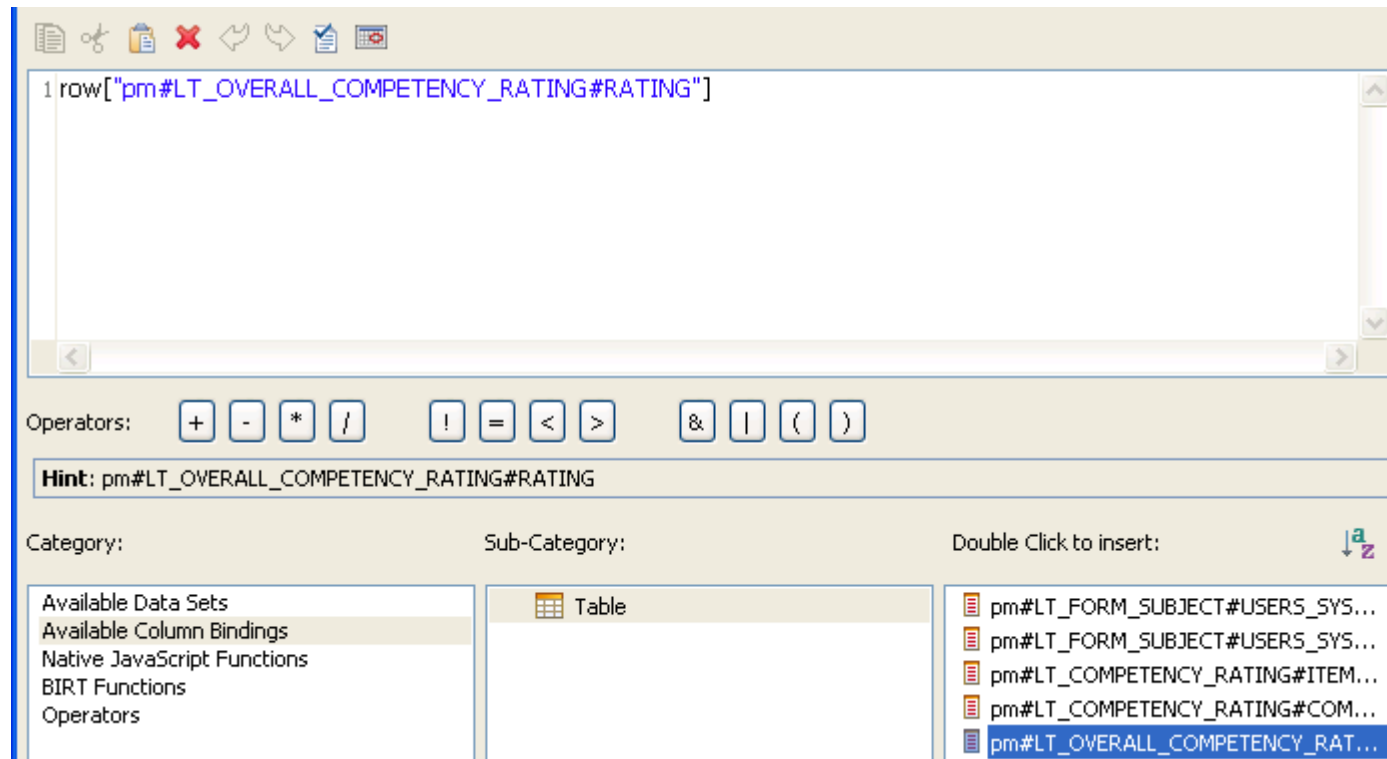 1 row["pm#LT_OVERALL_COMPETENCY_RATING#RATING"]
Operators: + - * / ! = < > & | ( )
Hint: pm#LT_OVERALL_COMPETENCY_RATING#RATING
Category: Sub-Category: Double Click to insert:
Available Data Sets
Available Column Bindings
Native JavaScript Functions
BIRT Functions
Operators
Table
pm#LT_FORM_SUBJECT#USERS_SYS...
pm#LT_FORM_SUBJECT#USERS_SYS...
pm#LT_COMPETENCY_RATING#ITEM...
pm#LT_COMPETENCY_RATING#COM...
pm#LT_OVERALL_COMPETENCY_RAT...